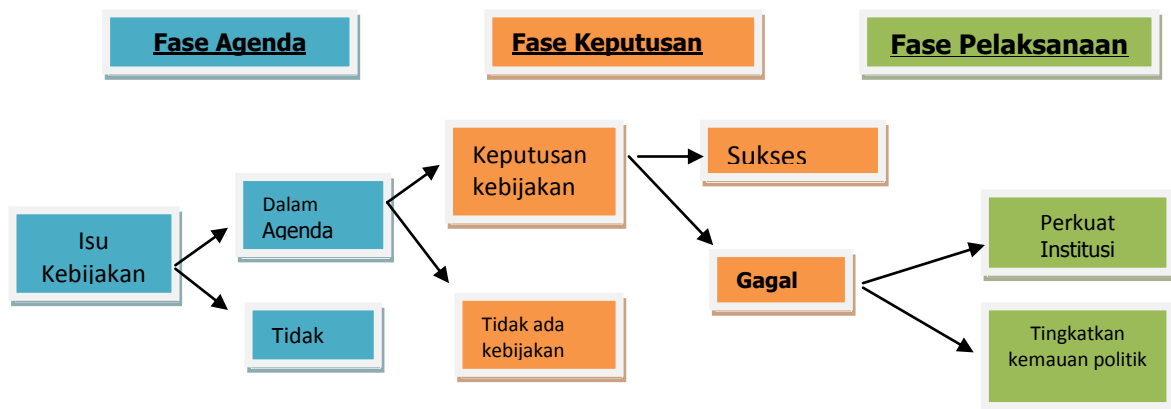 Fase Agenda
Fase Keputusan
Fase Pelaksanaan
Isu
Kebijakan
Dalam
Agenda
Tidak
Keputusan
kebijakan
Tidak ada
kebijakan
Sukses
Gagal
Perkuat
Institusi
Tingkatkan
kemauan politik